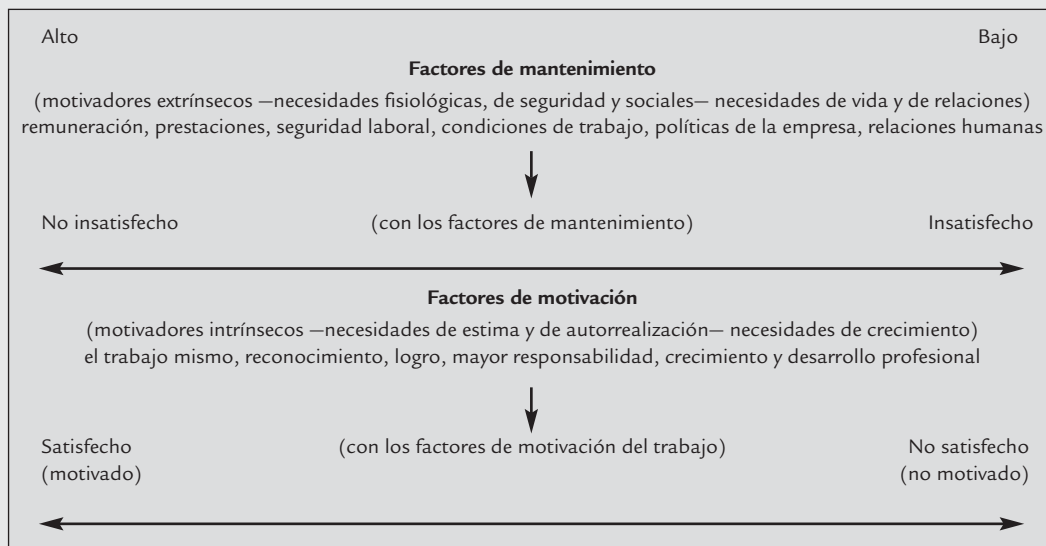 Alto Bajo
Factores de mantenimiento
(motivadores extrínsecos —necesidades fisiológicas, de seguridad y sociales— necesidades de vida y de relaciones)
remuneración, prestaciones, seguridad laboral, condiciones de trabajo, políticas de la empresa, relaciones humanas
No insatisfecho (con los factores de mantenimiento) Insatisfecho
Factores de motivación
(motivadores intrínsecos —necesidades de estima y de autorrealización— necesidades de crecimiento)
el trabajo mismo, reconocimiento, logro, mayor responsabilidad, crecimiento y desarrollo profesional
Satisfecho (con los factores de motivación del trabajo) No satisfecho
(motivado) (no motivado)